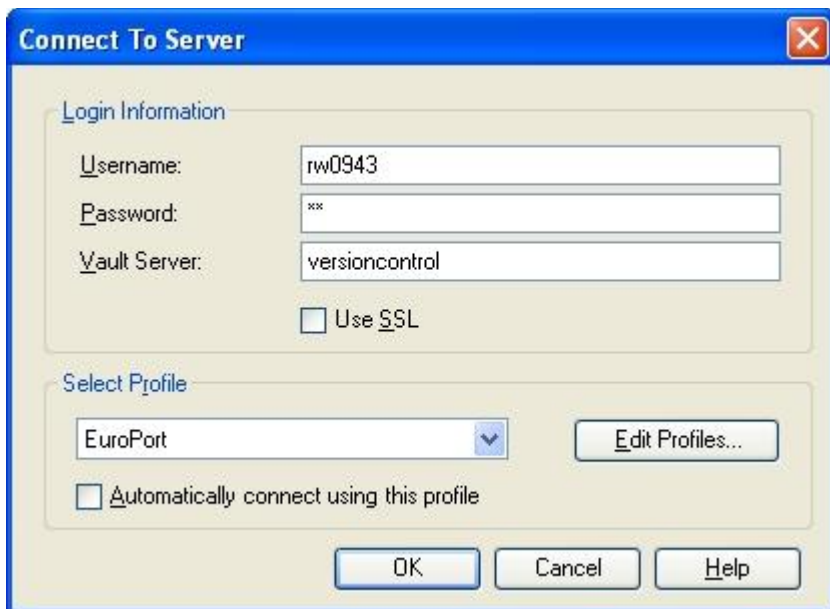 Connect To Server
Login Information
Username: rw0943
Password: **
Vault Server: versioncontrol
Use SSL
Select Profile
EuroPort Edit Profiles...
Automatically connect using this profile
OK Cancel Help